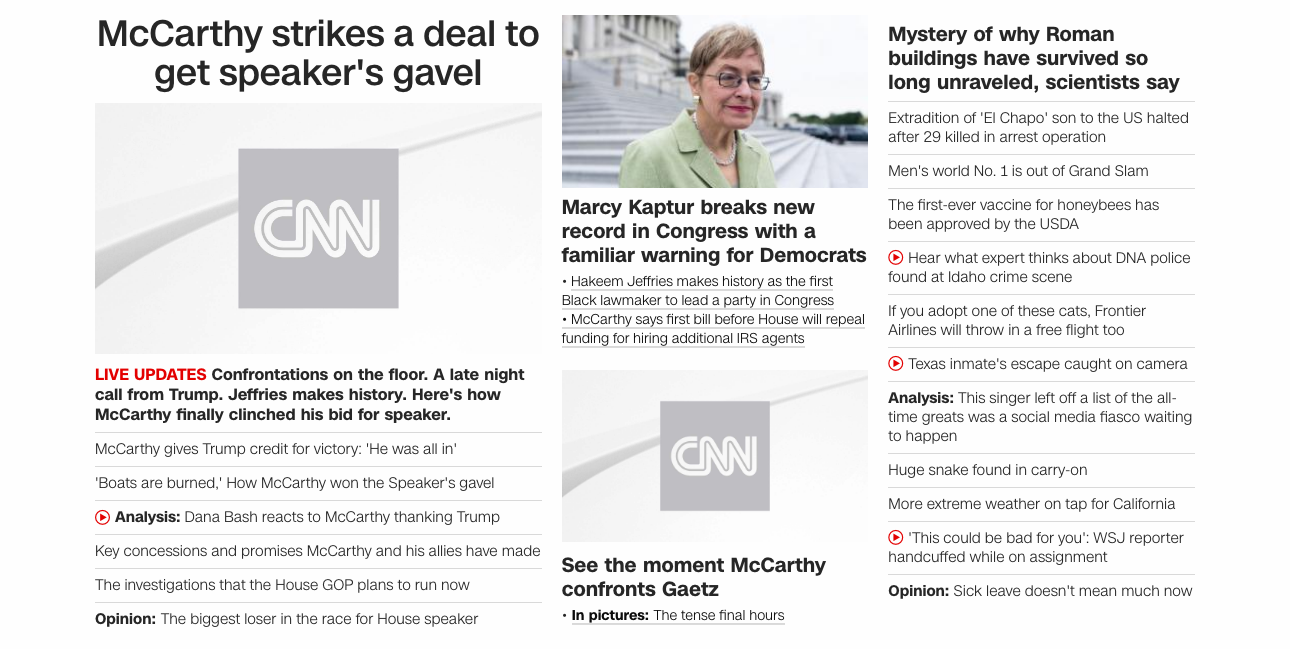 McCarthy strikes a deal to
get speaker's gavel
CNN
LIVE UPDATES Confrontations on the floor. A late night
call from Trump. Jeffries makes history. Here's how
McCarthy finally clinched his bid for speaker.
McCarthy gives Trump credit for victory: 'He was all in'
'Boats are burned,' How McCarthy won the Speaker's gavel
Analysis: Dana Bash reacts to McCarthy thanking Trump
Key concessions and promises McCarthy and his allies have made
The investigations that the House GOP plans to run now
Opinion: The biggest loser in the race for House speaker
Marcy Kaptur breaks new
record in Congress with a
familiar warning for Democrats
• Hakeem Jeffries makes history as the first
Black lawmaker to lead a party in Congress
• McCarthy says first bill before House will repeal
funding for hiring additional IRS agents
CNN
See the moment McCarthy
confronts Gaetz
• In pictures: The tense final hours
Mystery of why Roman
buildings have survived so
long unraveled, scientists say
Extradition of 'El Chapo' son to the US halted
after 29 killed in arrest operation
Men's world No. 1 is out of Grand Slam
The first-ever vaccine for honeybees has
been approved by the USDA
Hear what expert thinks about DNA police
found at Idaho crime scene
If you adopt one of these cats, Frontier
Airlines will throw in a free flight too
Texas inmate's escape caught on camera
Analysis: This singer left off a list of the all-
time greats was a social media fiasco waiting
to happen
Huge snake found in carry-on
More extreme weather on tap for California
'This could be bad for you': WSJ reporter
handcuffed while on assignment
Opinion: Sick leave doesn't mean much now